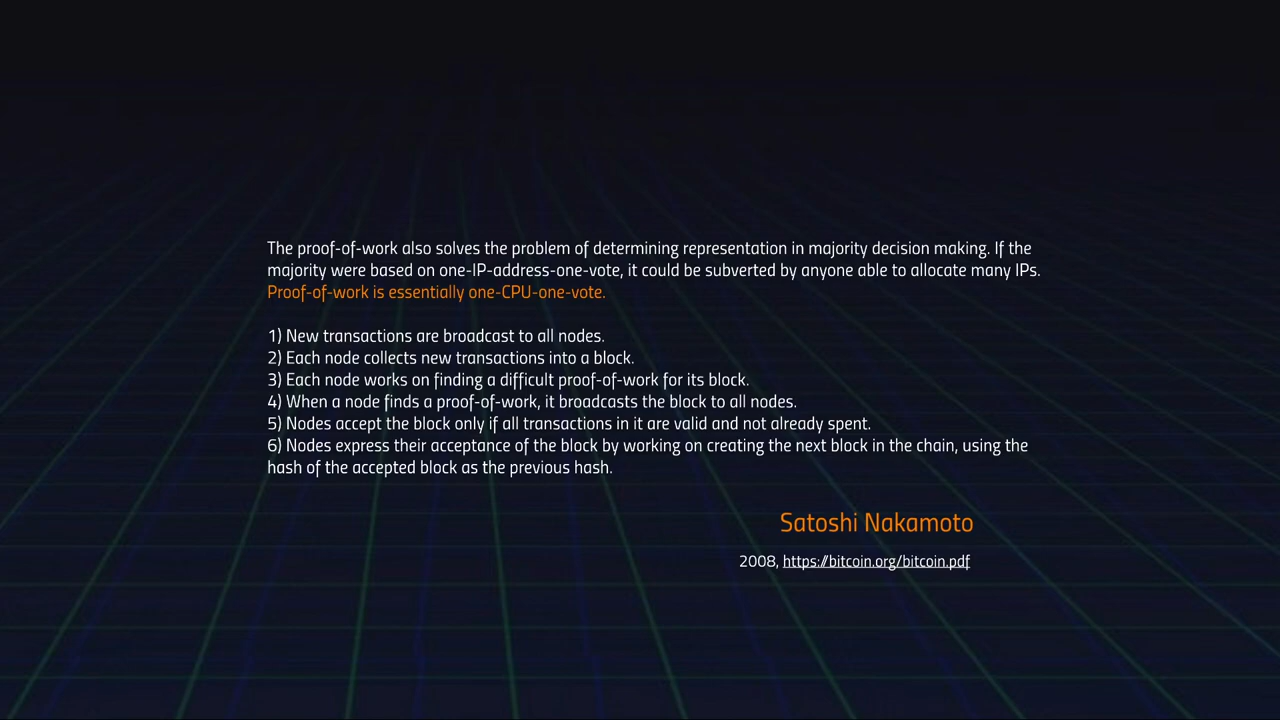 The proof-of-work also solves the problem of determining representation in majority decision making. If the
majority were based on one-IP-address-one-vote, it could be subverted by anyone able to allocate many IPs.
Proof-of-work is essentially one-CPU-one-vote.
1) New transactions are broadcast to all nodes.
2) Each node collects new transactions into a block.
3) Each node works on finding a difficult proof-of-work for its block.
4) When a node finds a proof-of-work, it broadcasts the block to all nodes.
5) Nodes accept the block only if all transactions in it are valid and not already spent.
6) Nodes express their acceptance of the block by working on creating the next block in the chain, using the
hash of the accepted block as the previous hash.
Satoshi Nakamoto
2008, https://bitcoin.org/bitcoin.pdf